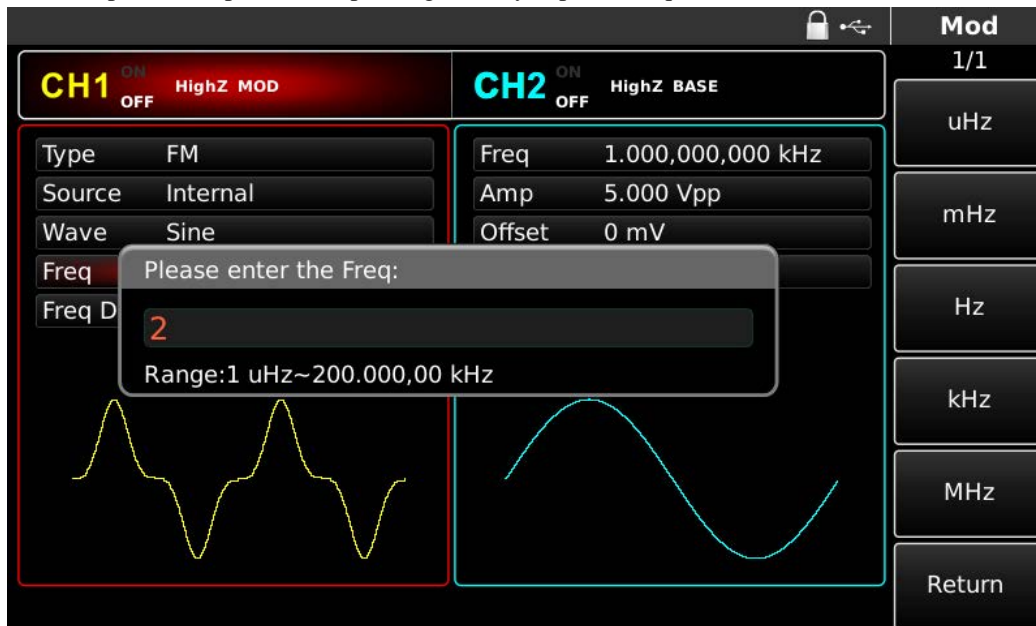 Mod
1/1
CH1 ON OFF HighZ MOD
CH2 ON OFF HighZ BASE
uHz
Type FM
Freq 1.000,000,000 kHz
Source Internal
Amp 5.000 Vpp
mHz
Wave Sine
Offset 0 mV
Freq
Please enter the Freq:
Freq D
2
Hz
Range:1 uHz~200.000,00 kHz
kHz
MHz
Return